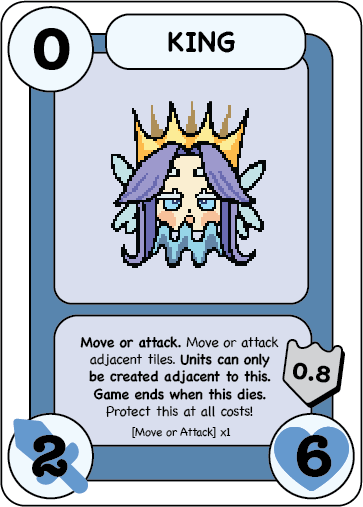 0
KING
Move or attack. Move or attack
adjacent tiles. Units can only
be created adjacent to this.
Game ends when this dies.
Protect this at all costs!
[Move or Attack] x1
0.8
2
6